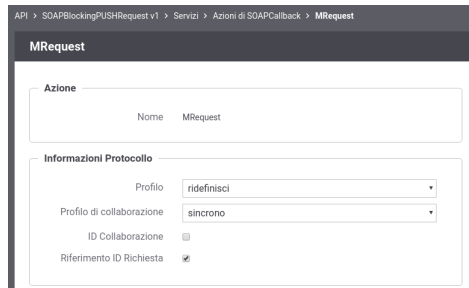 API > SOAPBlockingPUSHRequest v1 > Servizi > Azioni di SOAPCallback > MRequest
MRequest
Azione
Nome MRequest
Informazioni Protocollo
Profilo ridefinisci
Profilo di collaborazione sincrono
ID Collaborazione
Riferimento ID Richiesta